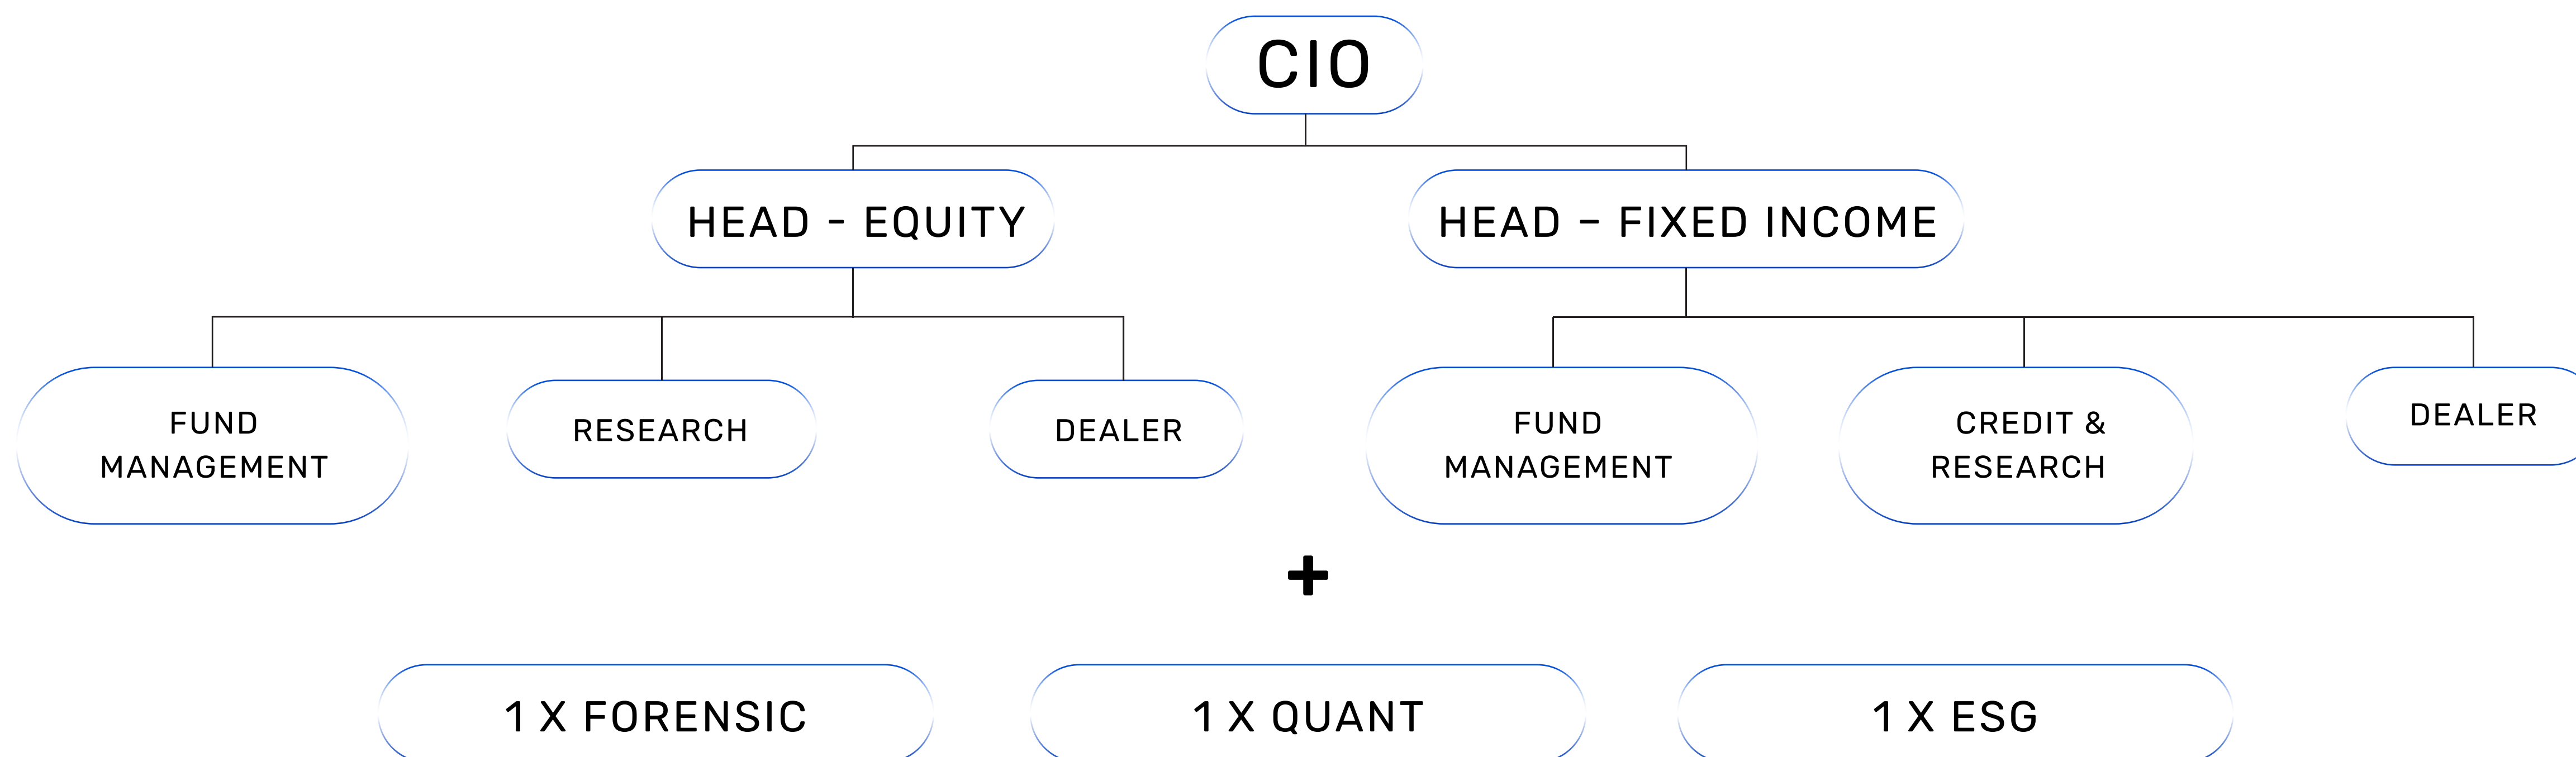 CIO
HEAD - EQUITY
HEAD – FIXED INCOME
FUND
MANAGEMENT
RESEARCH
DEALER
FUND
MANAGEMENT
CREDIT &
RESEARCH
DEALER
+
1 X FORENSIC
1 X QUANT
1 X ESG